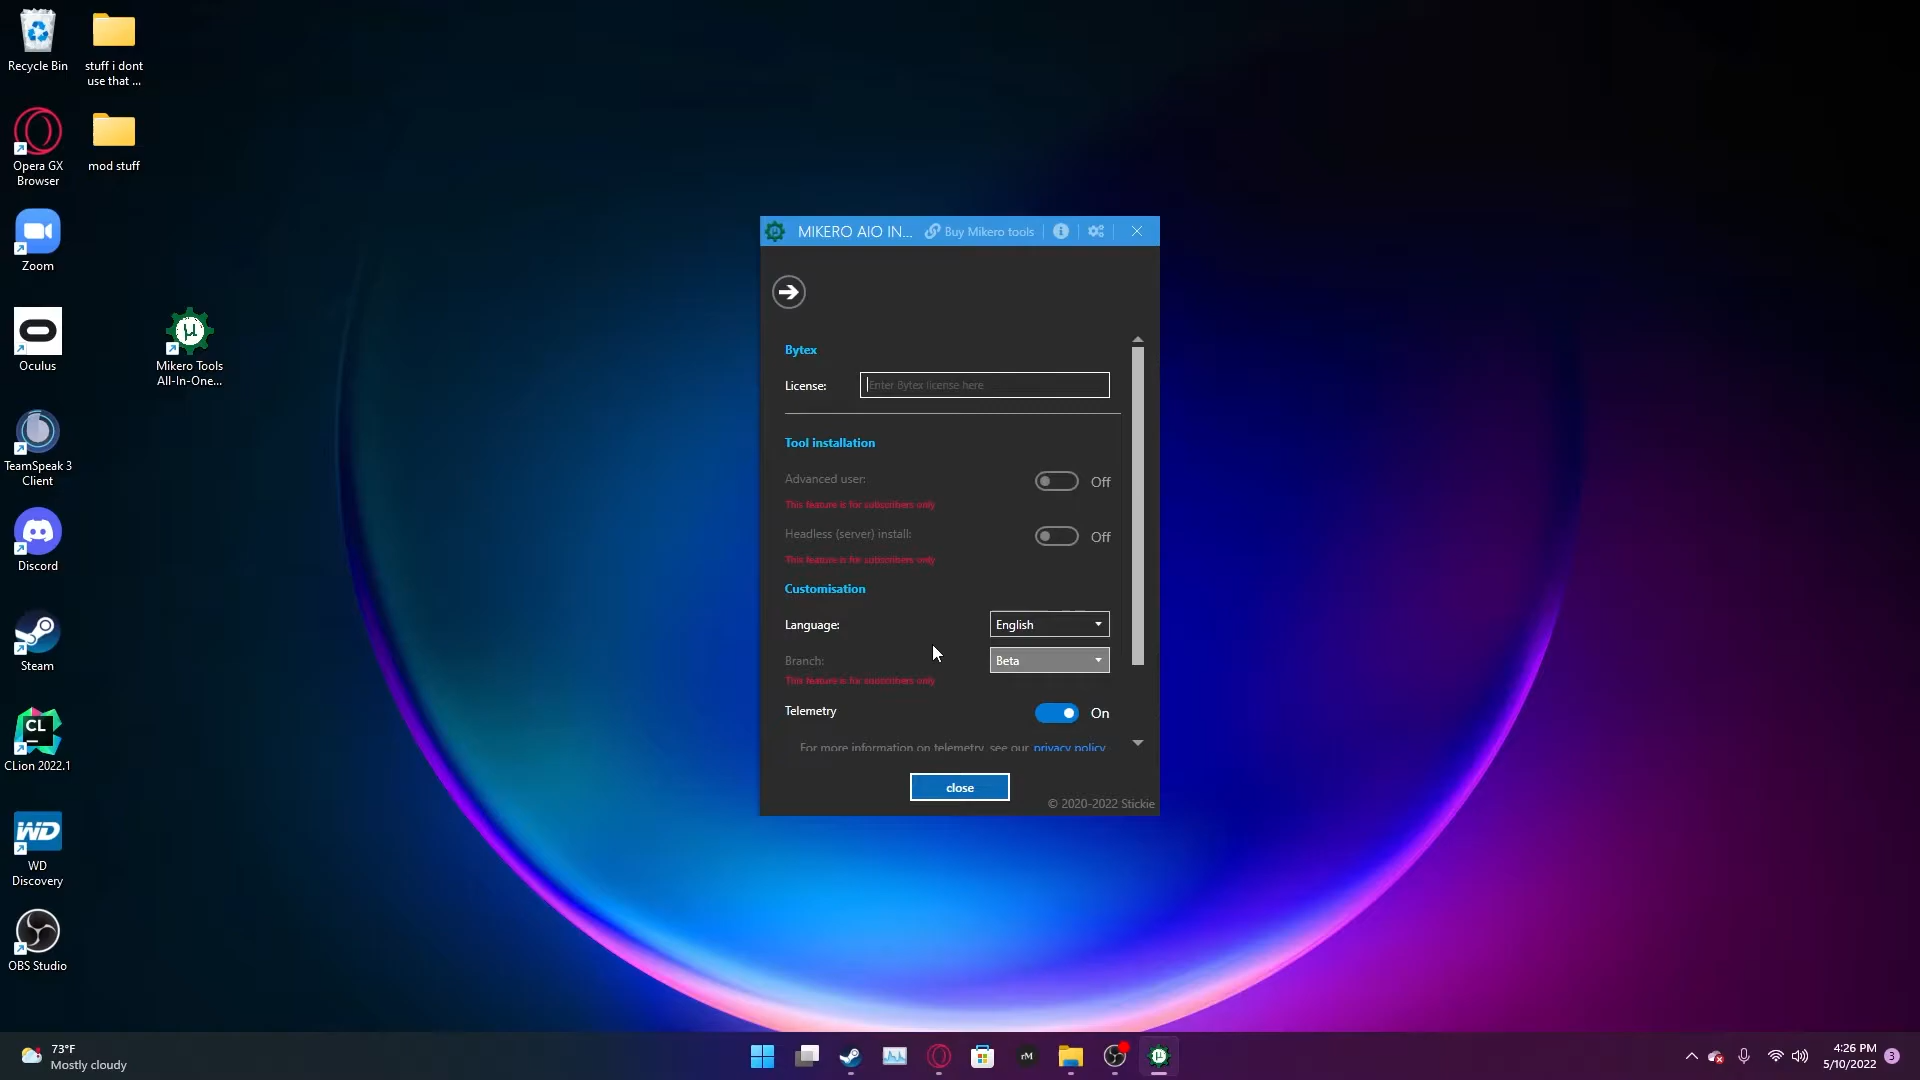 Recycle Bin
stuff i dont
use that ...
Opera GX
Browser
mod stuff
Zoom
Oculus
Mikero Tools
All-In-One...
TeamSpeak 3
Client
Discord
Steam
CL
CLion 2022.1
WD
WD
Discovery
OBS Studio
MIKERO AIO IN...
Buy Mikero tools
Bytex
License:
Enter Bytex license here
Tool installation
Advanced user:
Off
This feature is for subscribers only
Headless (server) install:
Off
This feature is for subscribers only
Customisation
Language:
English
Branch:
Beta
This feature is for subscribers only
Telemetry
On
For more information on telemetry, see our privacy policy
close
© 2020-2022 Stickie
73°F
Mostly cloudy
rM
4:26 PM
5/10/2022
3